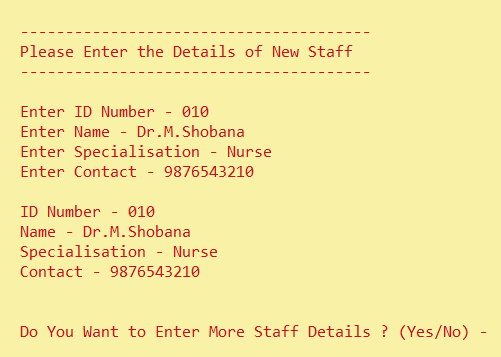 ---------------------------------------
Please Enter the Details of New Staff
---------------------------------------
Enter ID Number - 010
Enter Name - Dr.M.Shobana
Enter Specialisation - Nurse
Enter Contact - 9876543210
ID Number - 010
Name - Dr.M.Shobana
Specialisation - Nurse
Contact - 9876543210
Do You Want to Enter More Staff Details ? (Yes/No) -